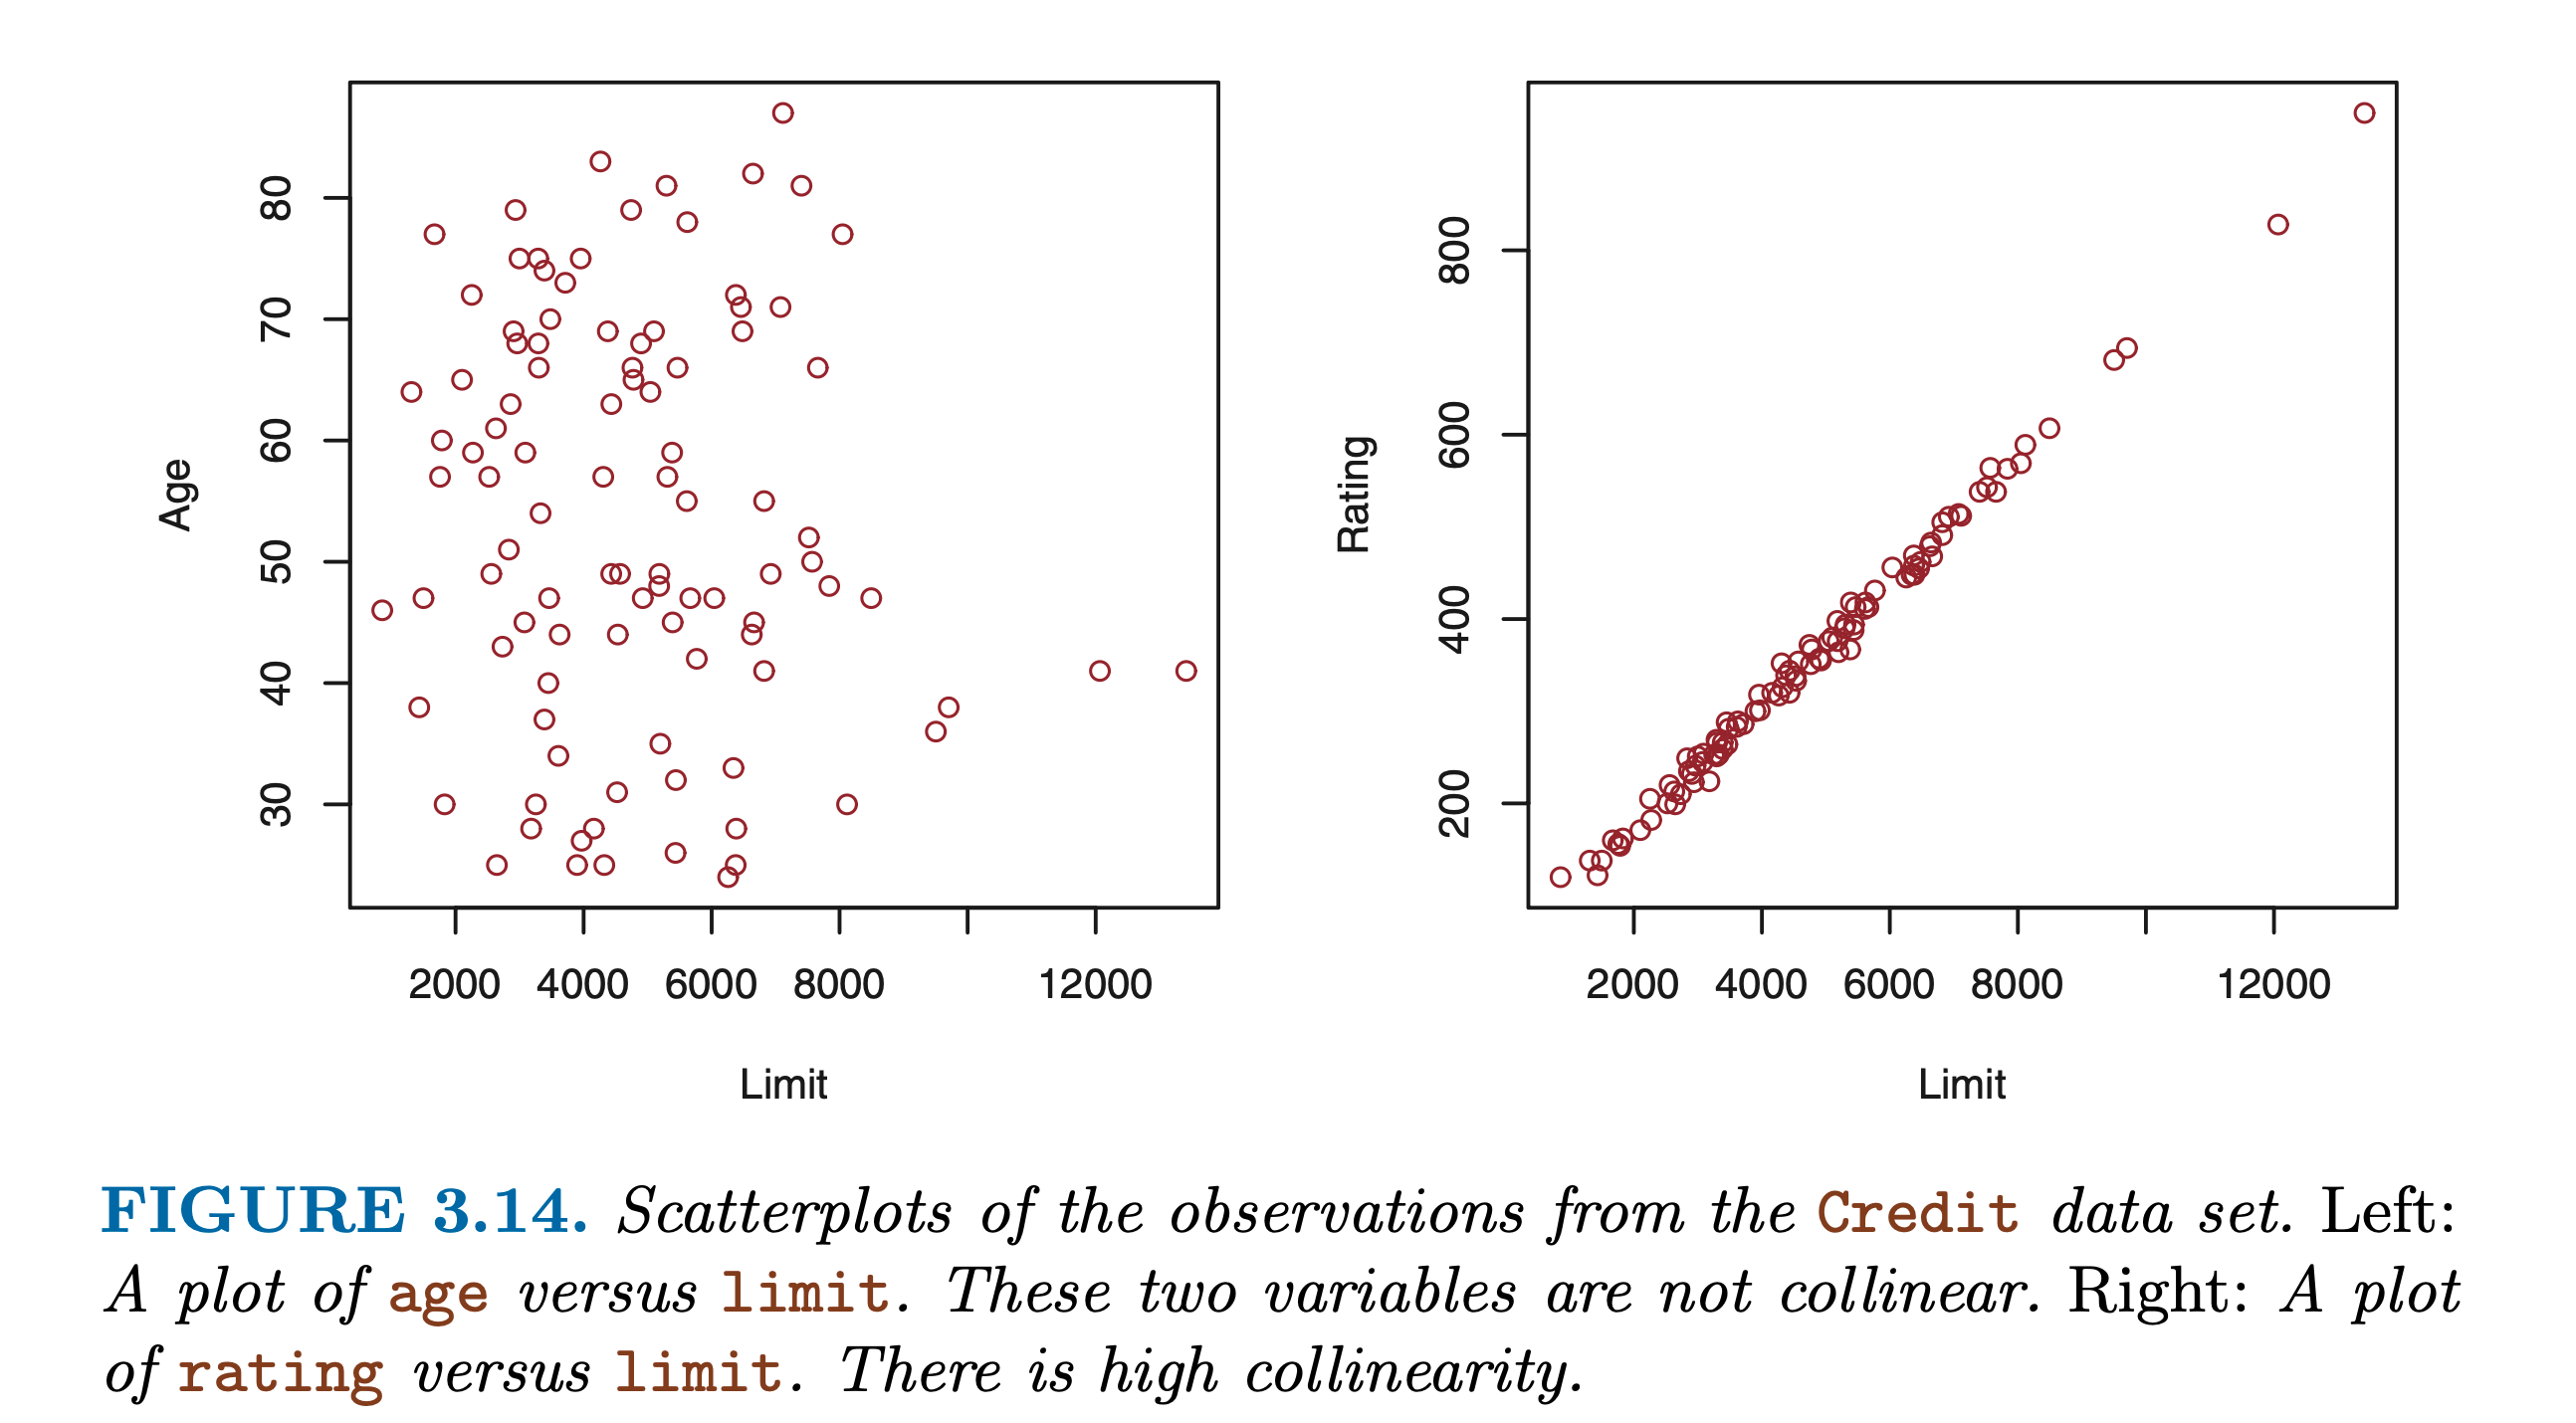 80
70
60
50
40
30
Age
2000 4000 6000 8000 12000
Limit
800
600
400
200
Rating
2000 4000 6000 8000 12000
Limit
FIGURE 3.14. Scatterplots of the observations from the Credit data set. Left:
A plot of age versus limit. These two variables are not collinear. Right: A plot
of rating versus limit. There is high collinearity.